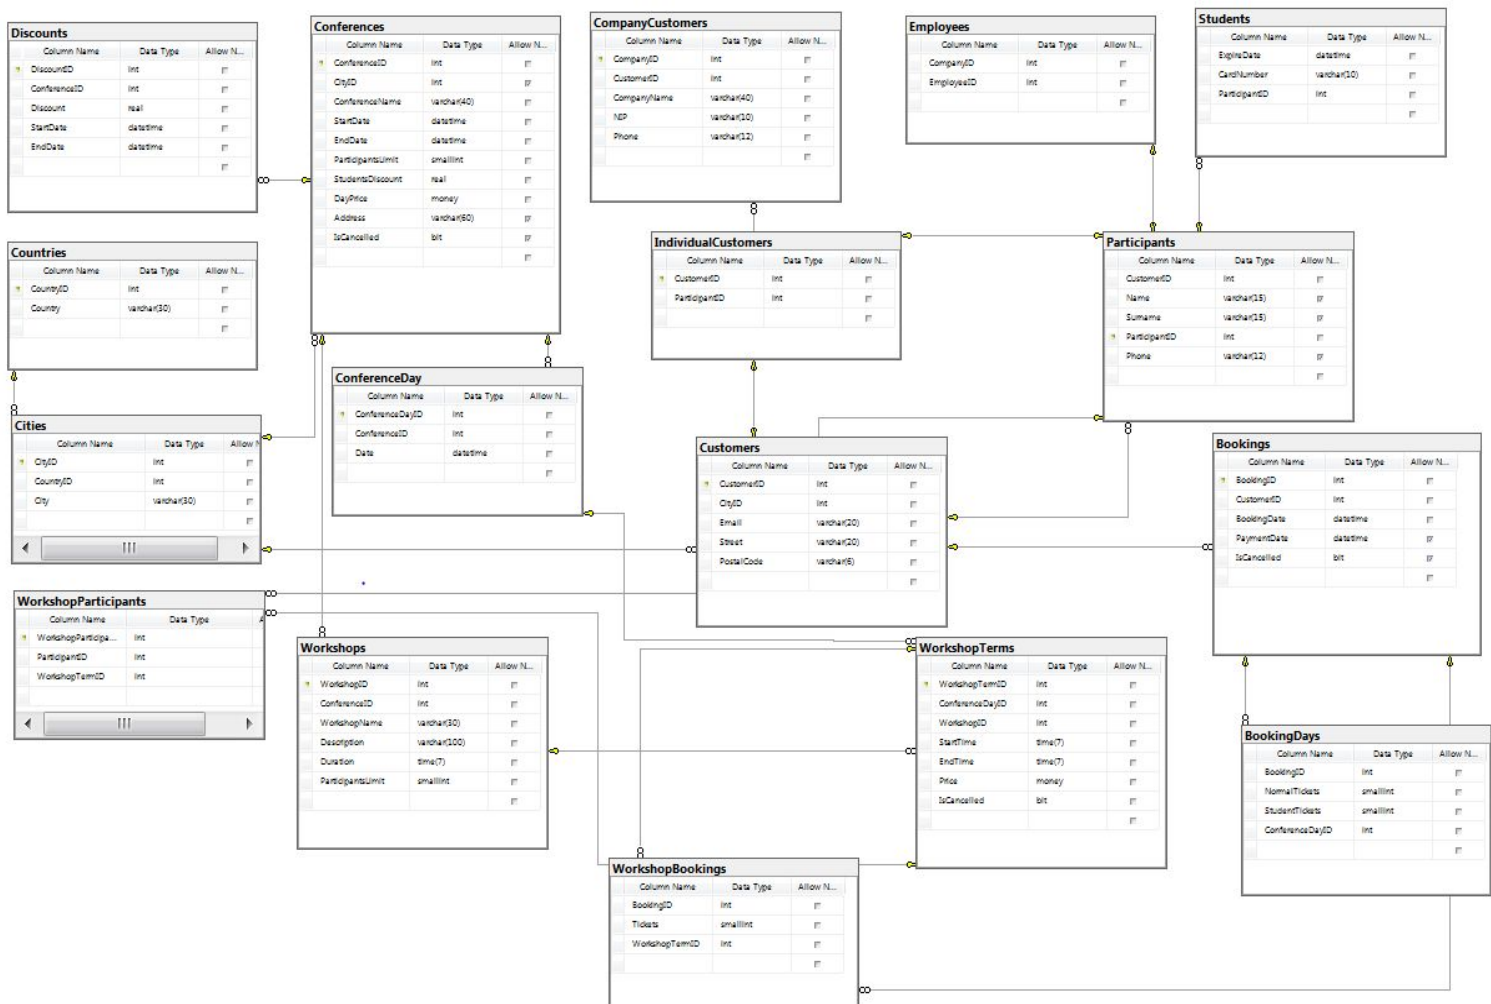 Discounts
Column Name Data Type Allow N...
DiscountID int
ConferenceID int
Discount real
StartDate datetime
EndDate datetime
Conferences
Column Name Data Type Allow N...
ConferenceID int
CityID int
ConferenceName varchar(40)
StartDate datetime
EndDate datetime
ParticipantsLimit smallint
StudentsDiscount real
DayPrice money
Address varchar(60)
IsCancelled bit
CompanyCustomers
Column Name Data Type Allow N...
CompanyID int
CustomerID int
CompanyName varchar(40)
NIP varchar(10)
Phone varchar(12)
Employees
Column Name Data Type Allow N...
CompanyID int
EmployeeID int
Students
Column Name Data Type Allow N...
ExpireDate datetime
CardNumber varchar(10)
ParticipantID int
Countries
Column Name Data Type Allow N...
CountryID int
Country varchar(30)
IndividualCustomers
Column Name Data Type Allow N...
CustomerID int
ParticipantID int
Participants
Column Name Data Type Allow N...
CustomerID int
Name varchar(15)
Surname varchar(15)
ParticipantID int
Phone varchar(12)
ConferenceDay
Column Name Data Type Allow N...
ConferenceDayID int
ConferenceID int
Date datetime
Cities
Column Name Data Type Allow N
CityID int
CountryID int
City varchar(30)
Customers
Column Name Data Type Allow N...
CustomerID int
CityID int
Email varchar(20)
Street varchar(20)
PostalCode varchar(6)
Bookings
Column Name Data Type Allow N...
BookingID int
CustomerID int
BookingDate datetime
PaymentDate datetime
IsCancelled bit
WorkshopParticipants
Column Name Data Type A
WorkshopParticipa... int
ParticipantID int
WorkshopTermID int
Workshops
Column Name Data Type Allow N...
WorkshopID int
ConferenceID int
WorkshopName varchar(30)
Description varchar(100)
Duration time(7)
ParticipantsLimit smallint
WorkshopTerms
Column Name Data Type Allow N...
WorkshopTermID int
ConferenceDayID int
WorkshopID int
StartTime time(7)
EndTime time(7)
Price money
IsCancelled bit
BookingDays
Column Name Data Type Allow N...
BookingID int
NormalTickets smallint
StudentTickets smallint
ConferenceDayID int
WorkshopBookings
Column Name Data Type Allow N...
BookingID int
Tickets smallint
WorkshopTermID int